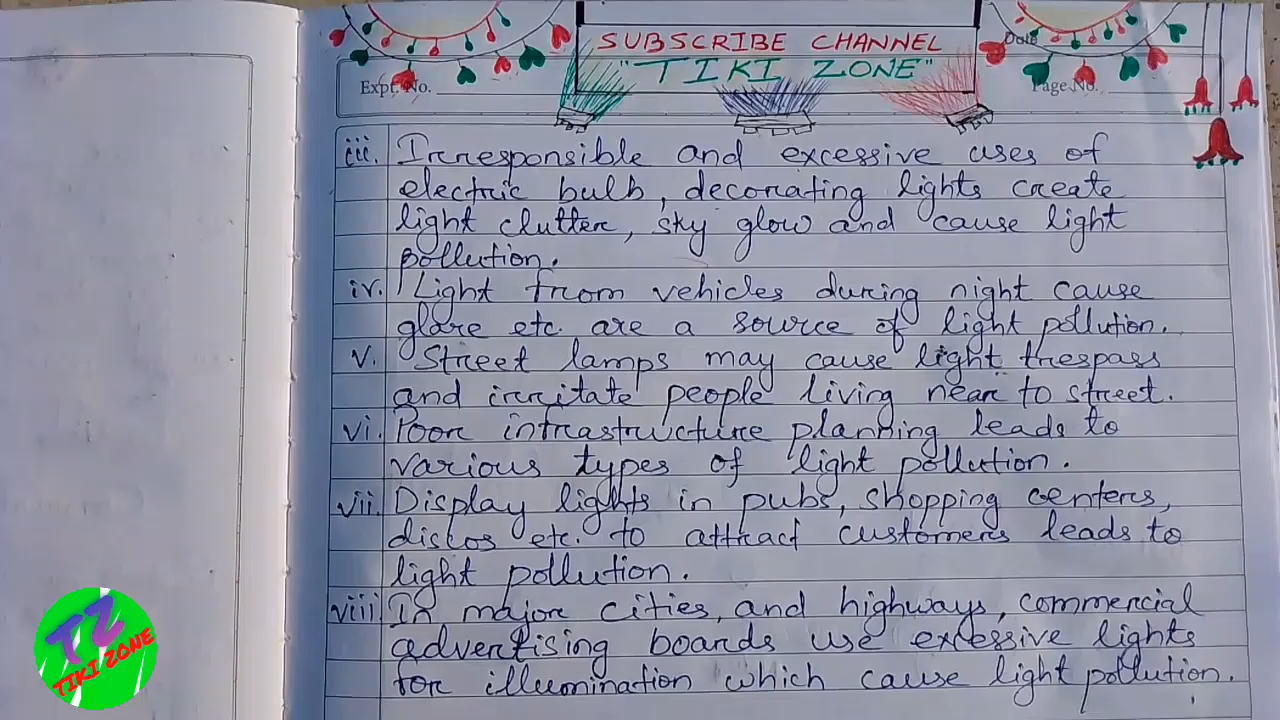 SUBSCRIBE CHANNEL
"TIKI ZONE"
Date
Expt. No.
Page No.
iii. Irresponsible and excessive uses of
electric bulb, decorating lights create
light clutter, sky glow and cause light
pollution.
iv. Light from vehicles during night cause
glare etc. are a source of light pollution.
v. Street lamps may cause light trespass
and irritate people living near to street.
vi. Poor infrastructure planning leads to
various types of light pollution.
vii. Display lights in pubs, shopping centers,
discos etc. to attract customers leads to
light pollution.
viii. In major cities, and highways, commercial
advertising boards use excessive lights
for illumination which cause light pollution.
TZ
TIKI ZONE